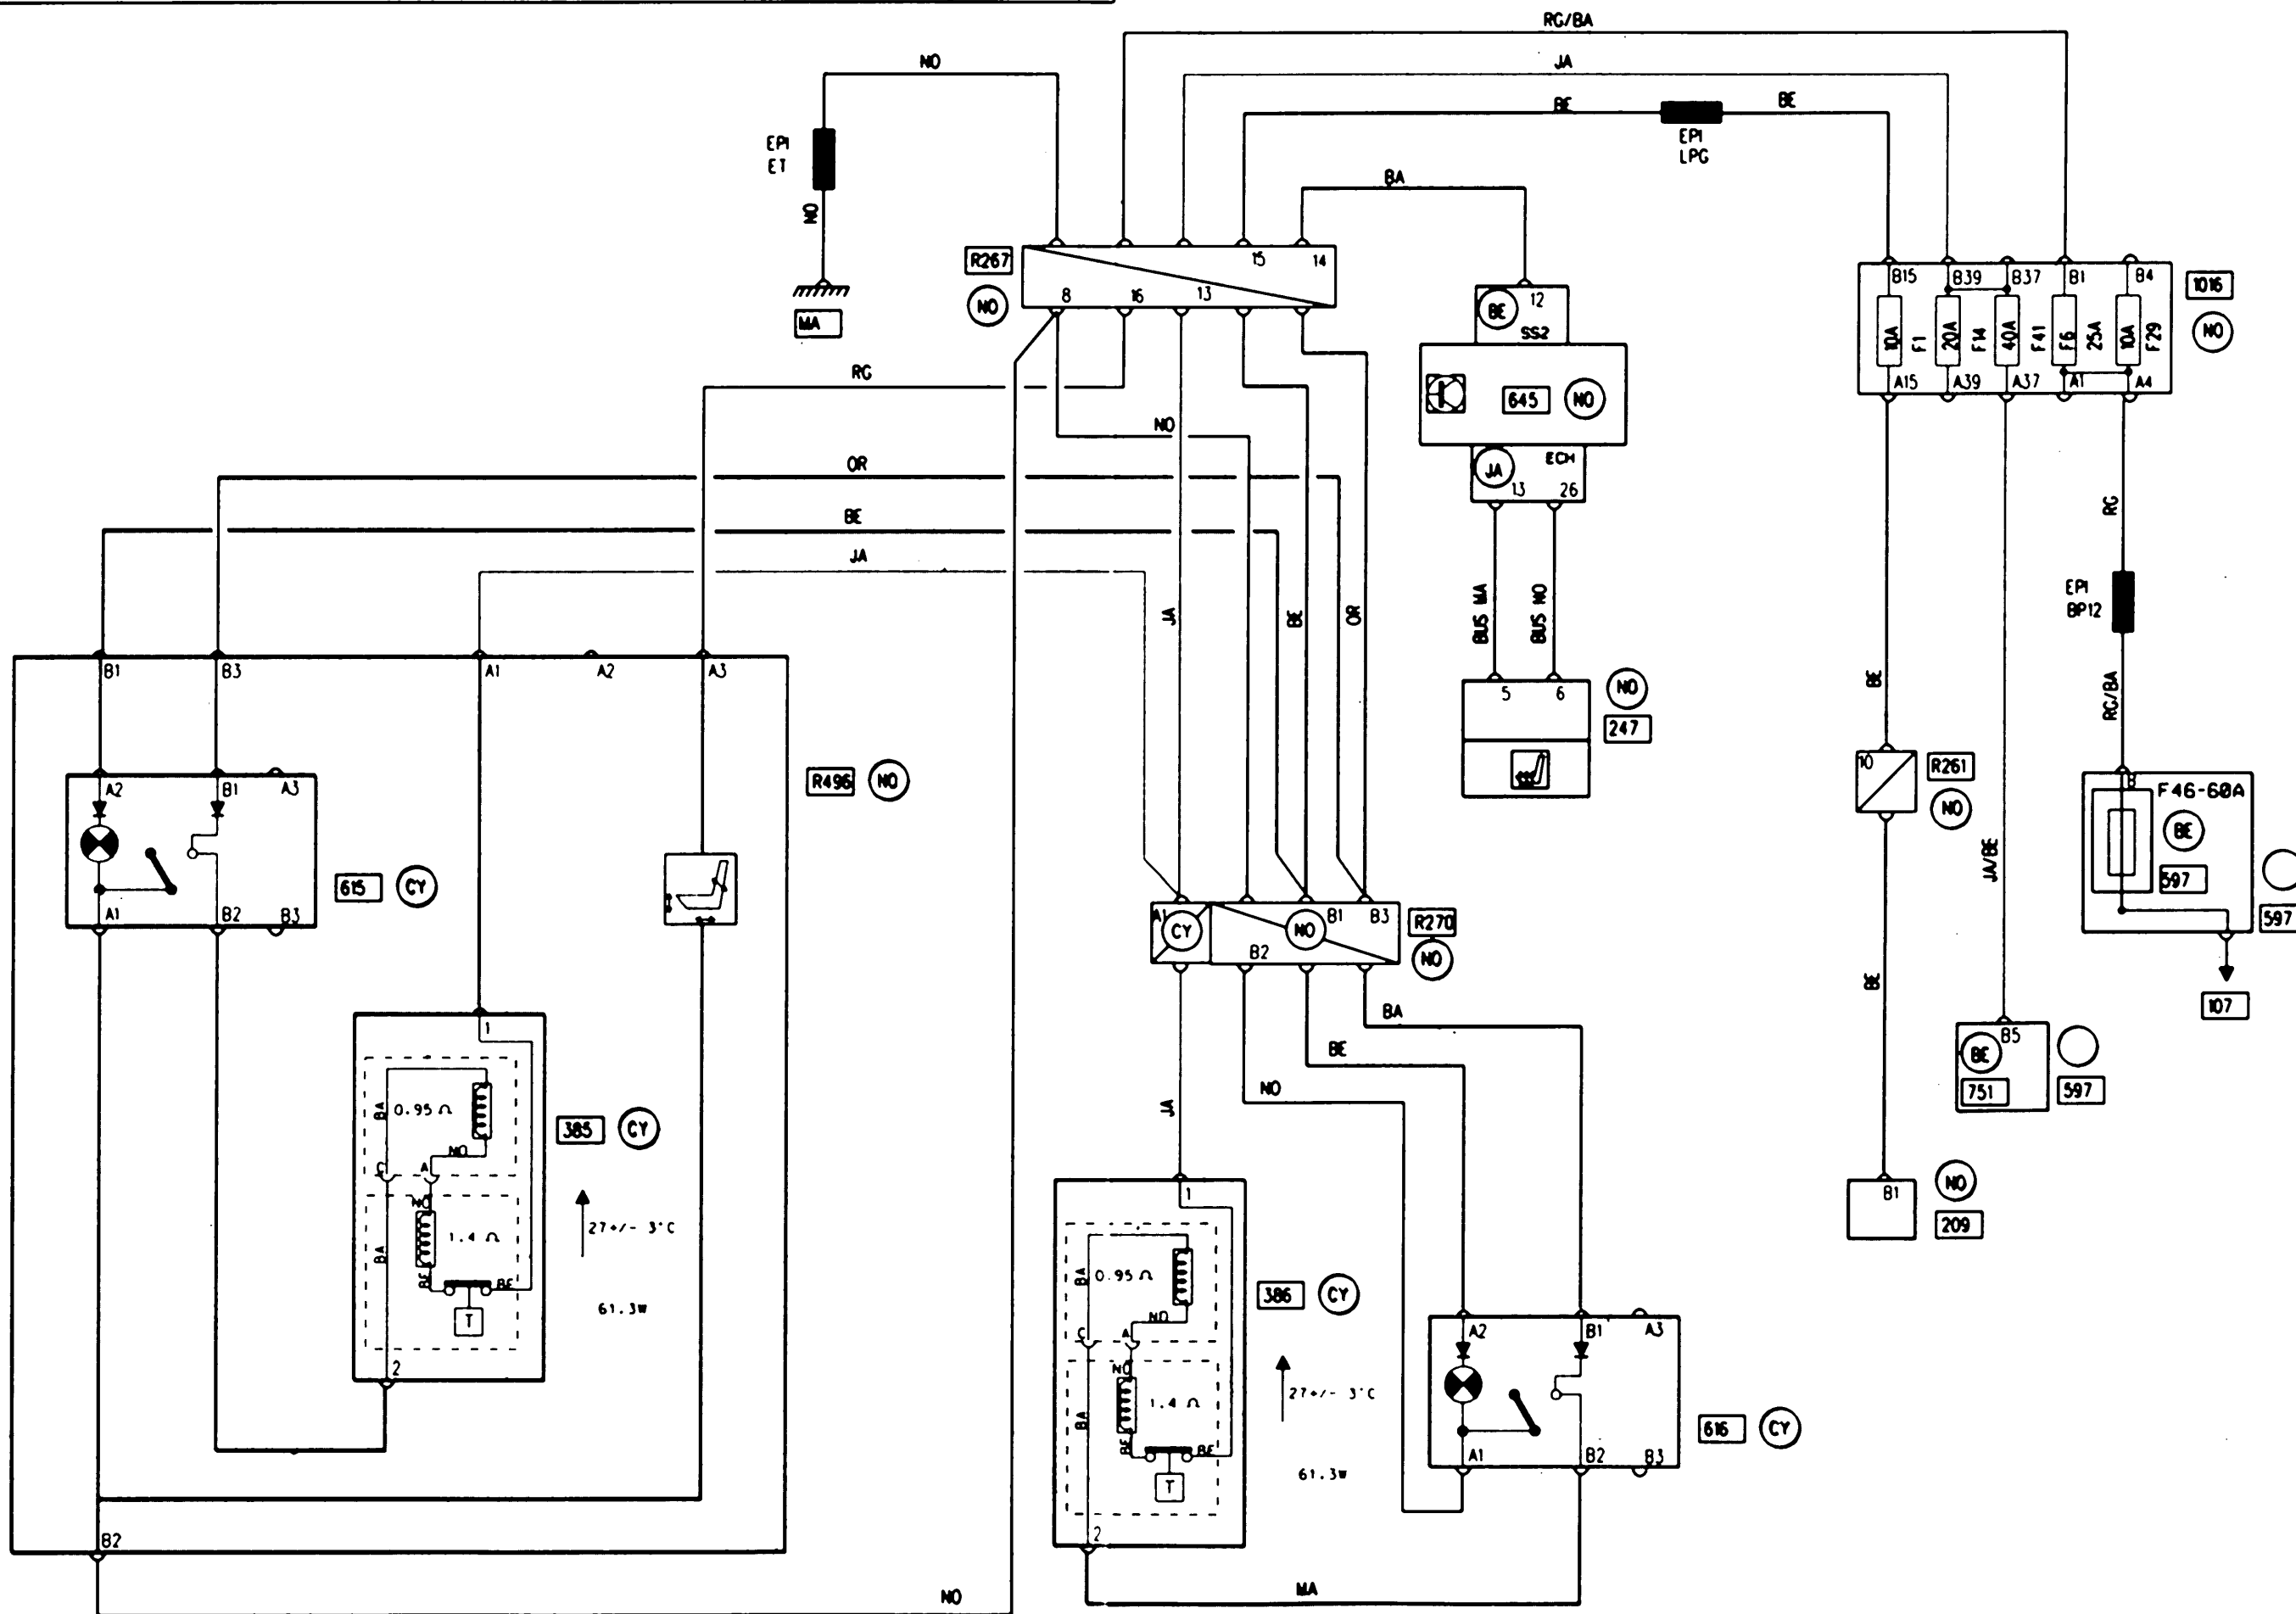 RG/BA
NO
JA
BE
BE
EPI
ET
EPI
LPG
BA
NO
MA
R267
NO
15
14
8
16
13
BE
12
SS2
645
NO
JA
ECH
13
26
B15
B39
B37
B1
B4
1016
NO
10A
F1
20A
F14
40A
F41
F6
25A
10A
F29
A15
A39
A37
A1
A4
RG
NO
OR
BE
JA
JA
BE
OR
BUS MA
BUS NO
5
6
NO
247
RG
EPI
BP12
RG/BA
BE
10
R261
NO
BE
JA/BE
B
F46-60A
BE
597
597
107
B5
BE
751
597
B1
NO
209
B1
B3
A1
A2
A3
R496
NO
A2
B1
A3
A1
B2
B3
615
CY
1
BA
0.95 Ω
NO
C
A
NO
BA
1.4 Ω
BE
BE
T
2
385
CY
27+/- 3°C
61.3W
B2
NO
A1
CY
NO
B1
B3
B2
R270
NO
BA
BE
NO
JA
1
BA
0.95 Ω
NO
C
A
NO
BA
1.4 Ω
BE
BE
T
2
386
CY
27+/- 3°C
61.3W
A2
B1
A3
A1
B2
B3
616
CY
MA